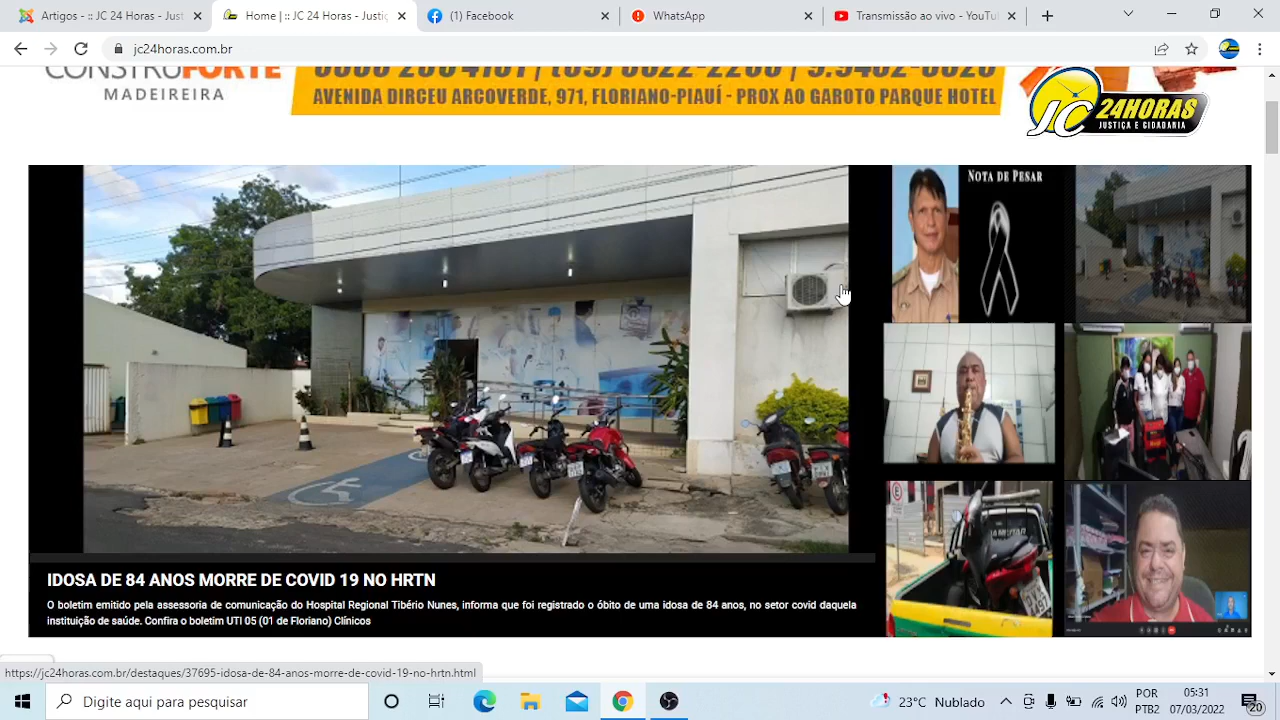 Artigos - JC 24 Horas - Just
Home | :: JC 24 Horas - Justiç
(1) Facebook
WhatsApp
Transmissão ao vivo - YouTu
jc24horas.com.br
CONSTRUFORTE
MADEIREIRA
AVENIDA DIRCEU ARCOVERDE, 971, FLORIANO-PIAUÍ - PROX AO GAROTO PARQUE HOTEL
JC 24HORAS
JUSTIÇA E CIDADANIA
NOTA DE PESAR
IDOSA DE 84 ANOS MORRE DE COVID 19 NO HRTN
O boletim emitido pela assessoria de comunicação do Hospital Regional Tibério Nunes, informa que foi registrado o óbito de uma idosa de 84 anos, no setor covid daquela
instituição de saúde. Confira o boletim UTI 05 (01 de Floriano) Clínicos
https://jc24horas.com.br/destaques/37695-idosa-de-84-anos-morre-de-covid-19-no-hrtn.html
Digite aqui para pesquisar
23°C Nublado
POR
PTB2
05:31
07/03/2022
20